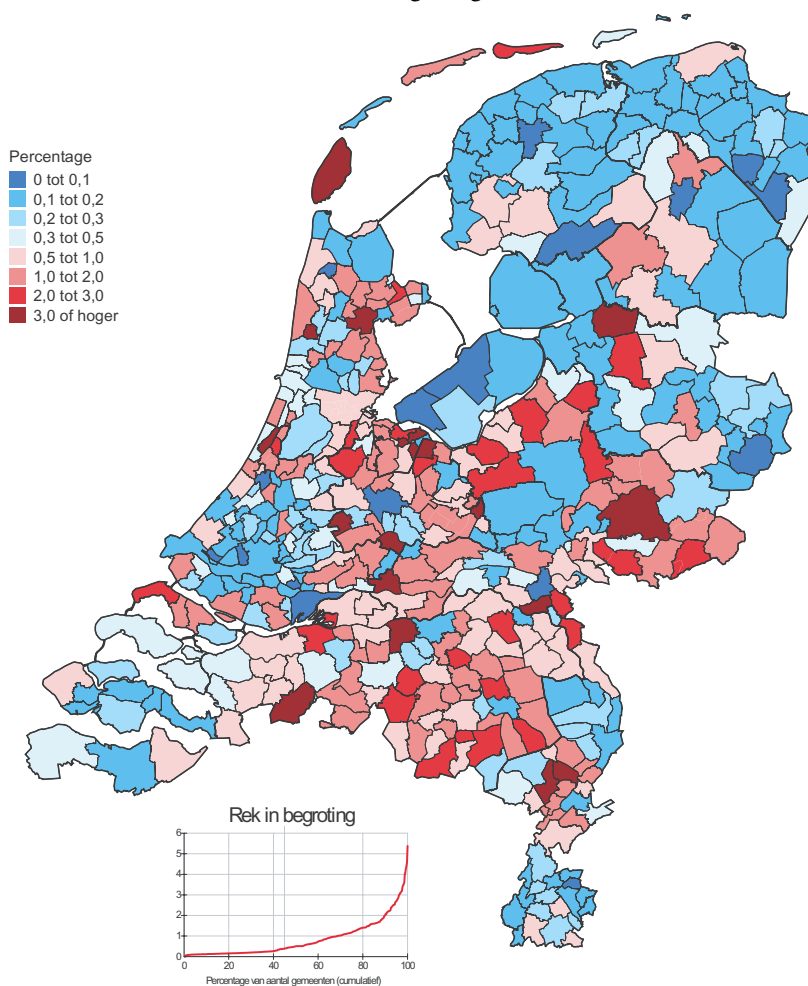 Percentage
0 tot 0,1
0,1 tot 0,2
0,2 tot 0,3
0,3 tot 0,5
0,5 tot 1,0
1,0 tot 2,0
2,0 tot 3,0
3,0 of hoger
Rek in begroting
6
5
4
3
2
1
0
0 20 40 60 80 100
Percentage van aantal gemeenten (cumulatief)